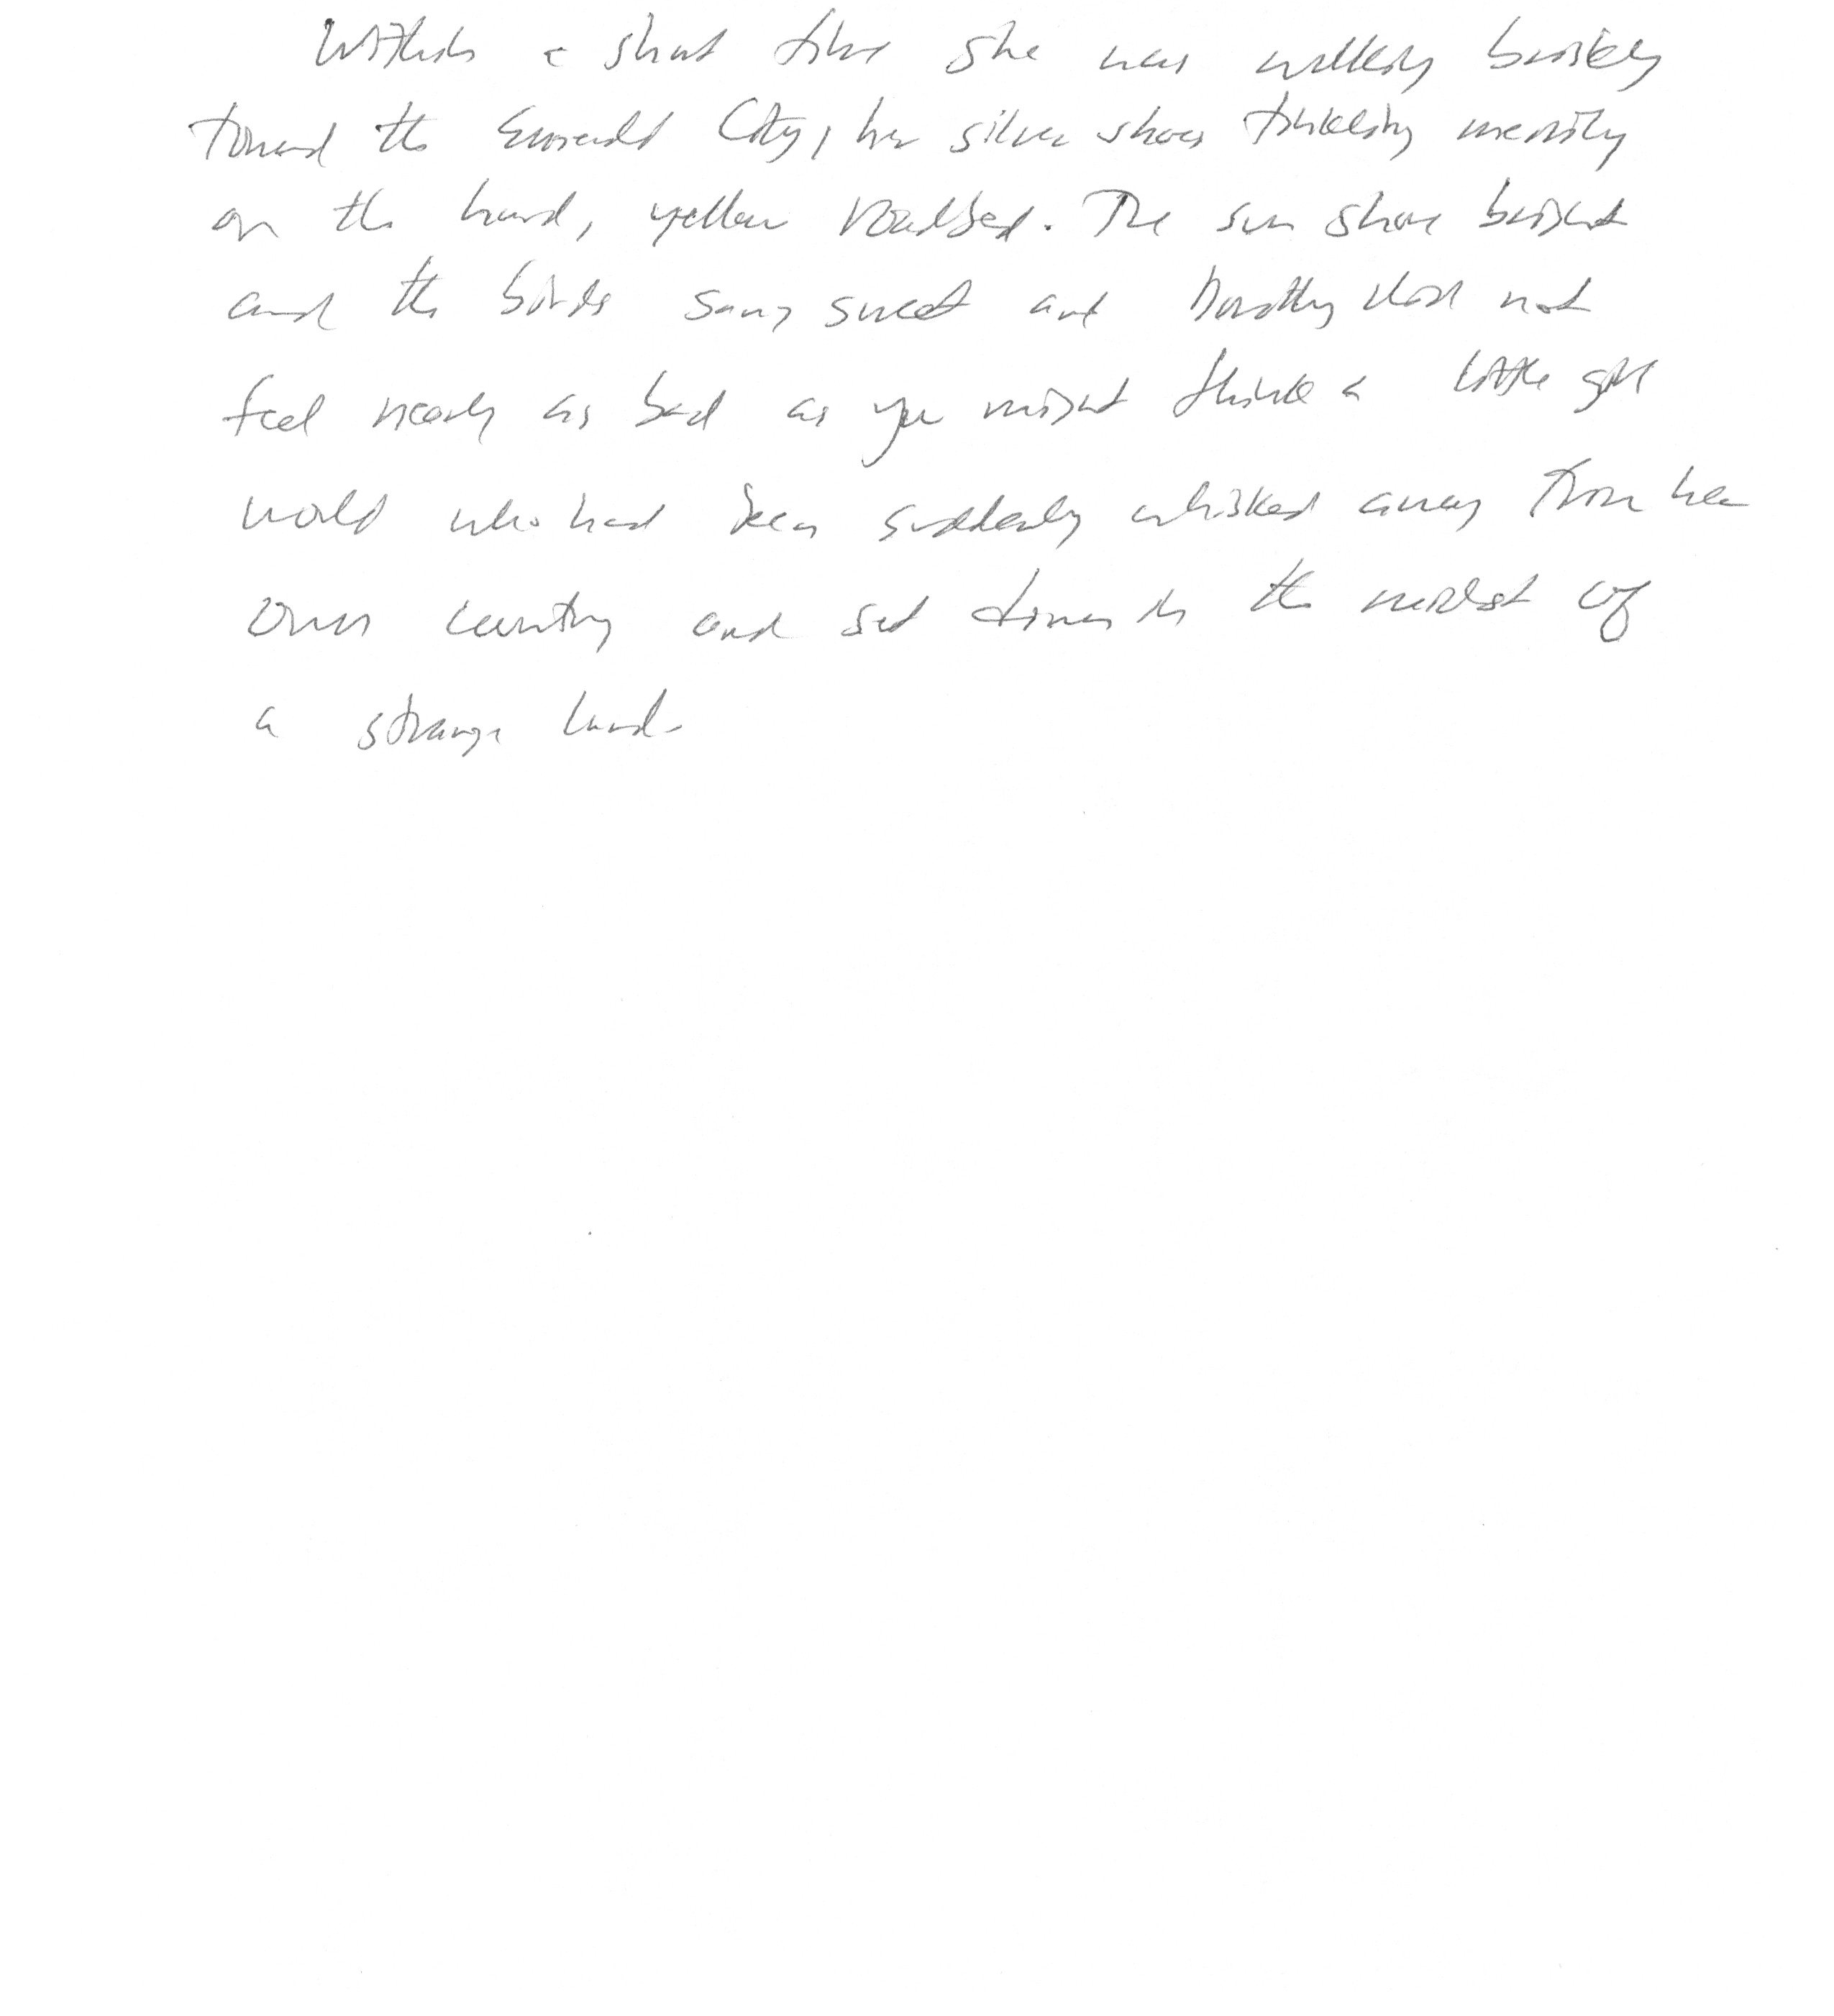 Within a short time she was walking briskly
toward the Emerald City, her silver shoes tinkling merrily
on the hard, yellow roadbed. The sun shone bright
and the birds sang sweet and Dorothy did not
feel nearly as bad as you might think a little girl
would who had been suddenly whisked away from her
own country and set down in the midst of
a strange land.